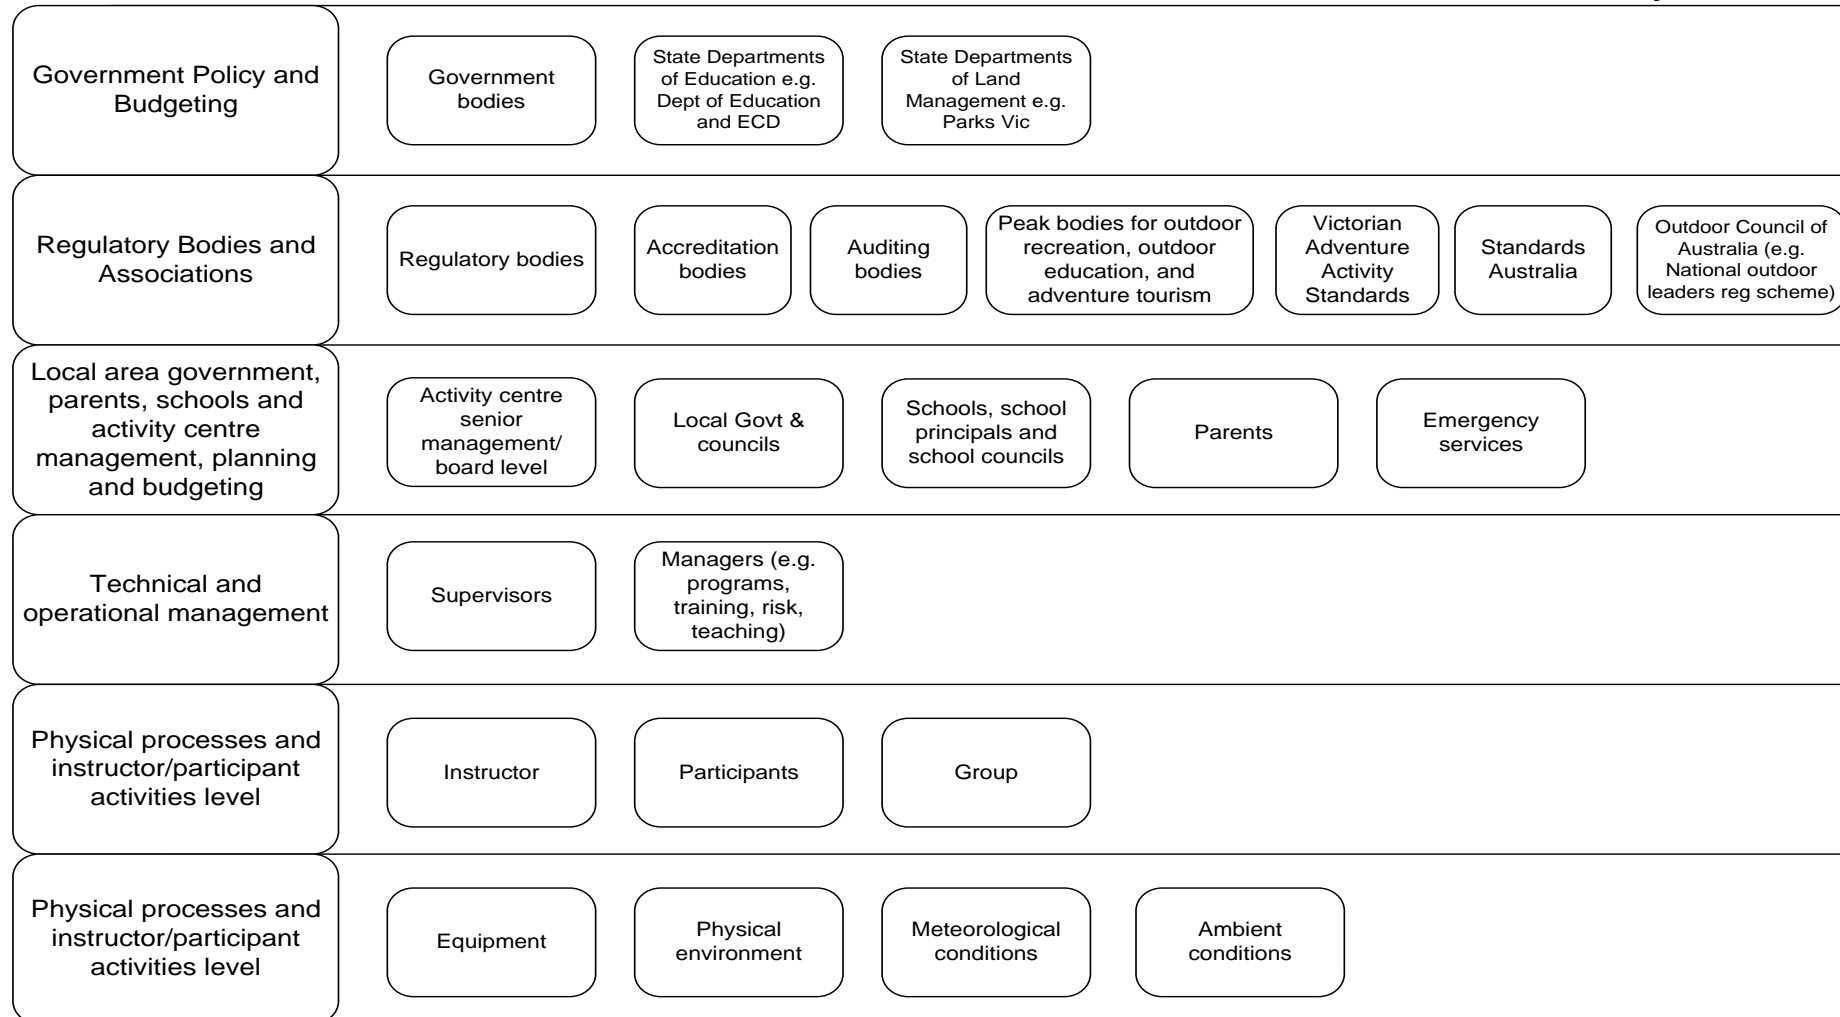 Government Policy and
Budgeting
Government
bodies
State Departments
of Education e.g.
Dept of Education
and ECD
State Departments
of Land
Management e.g.
Parks Vic
Regulatory Bodies and
Associations
Regulatory bodies
Accreditation
bodies
Auditing
bodies
Peak bodies for outdoor
recreation, outdoor
education, and
adventure tourism
Victorian
Adventure
Activity
Standards
Standards
Australia
Outdoor Council of
Australia (e.g.
National outdoor
leaders reg scheme)
Local area government,
parents, schools and
activity centre
management, planning
and budgeting
Activity centre
senior
management/
board level
Local Govt &
councils
Schools, school
principals and
school councils
Parents
Emergency
services
Technical and
operational management
Supervisors
Managers (e.g.
programs,
training, risk,
teaching)
Physical processes and
instructor/participant
activities level
Instructor
Participants
Group
Physical processes and
instructor/participant
activities level
Equipment
Physical
environment
Meteorological
conditions
Ambient
conditions